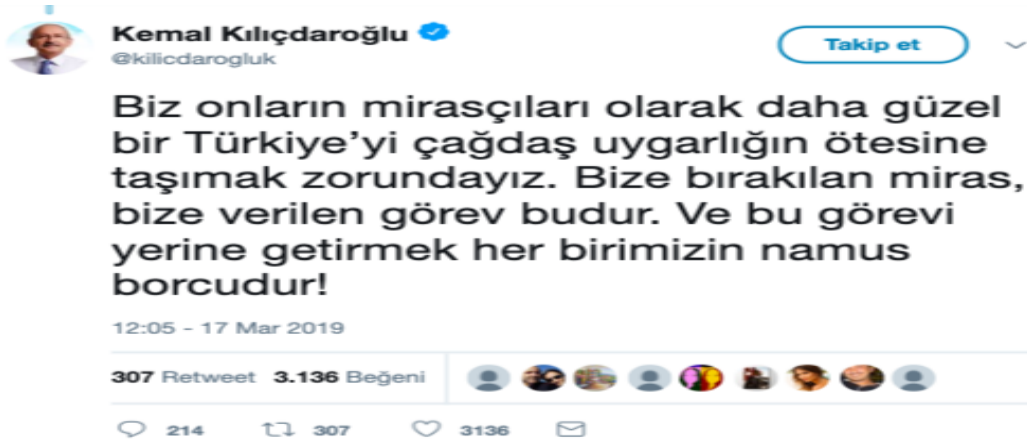 Kemal Kılıçdaroğlu
@kilicdarogluk
Takip et
Biz onların mirasçıları olarak daha güzel
bir Türkiye'yi çağdaş uygarlığın ötesine
taşımak zorundayız. Bize bırakılan miras,
bize verilen görev budur. Ve bu görevi
yerine getirmek her birimizin namus
borcudur!
12:05 - 17 Mar 2019
307 Retweet 3.136 Beğeni
214 307 3136